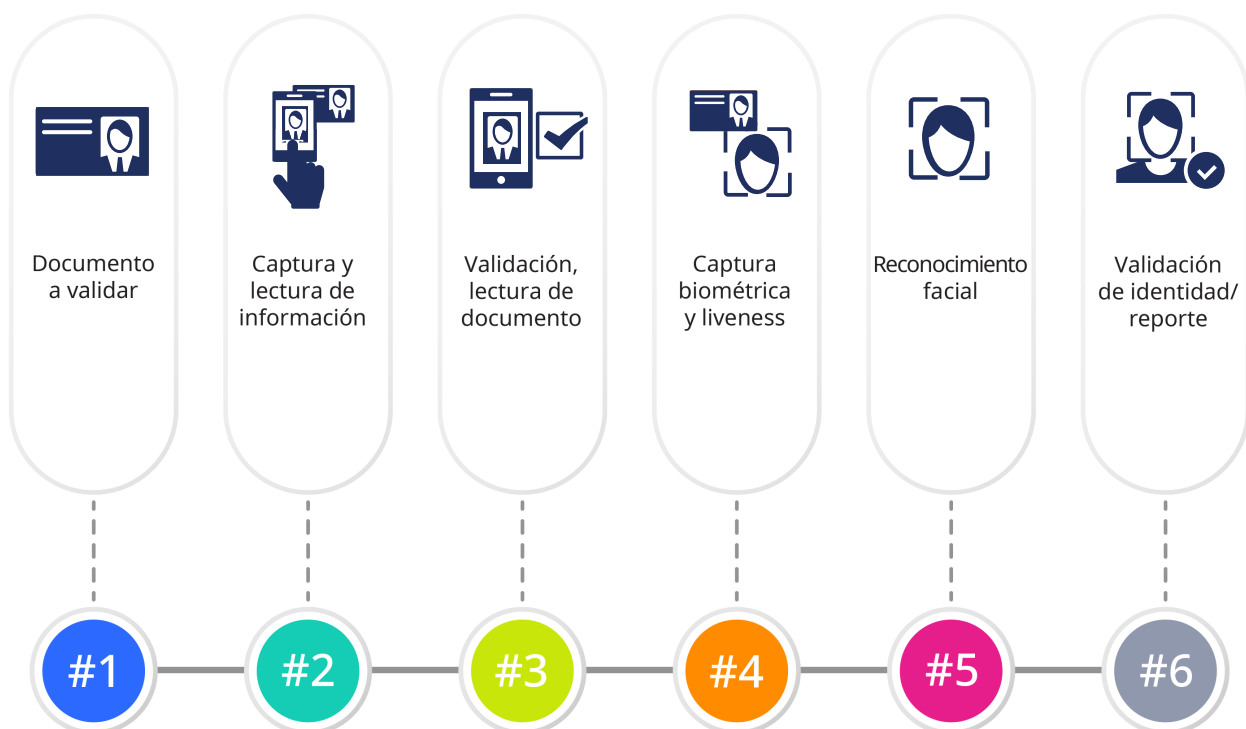 Documento
a validar
Captura y
lectura de
información
Validación,
lectura de
documento
Captura
biométrica
y liveness
Reconocimiento
facial
Validación
de identidad/
reporte
#1
#2
#3
#4
#5
#6